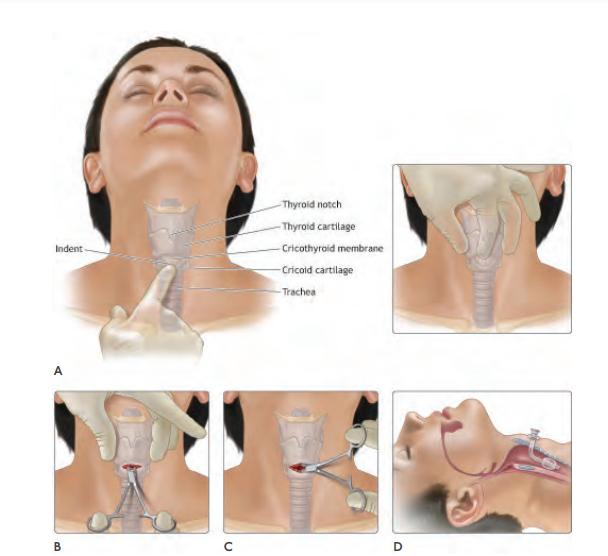 Thyroid notch
Thyroid cartilage
Indent
Cricothyroid membrane
Cricoid cartilage
Trachea
A
B
C
D